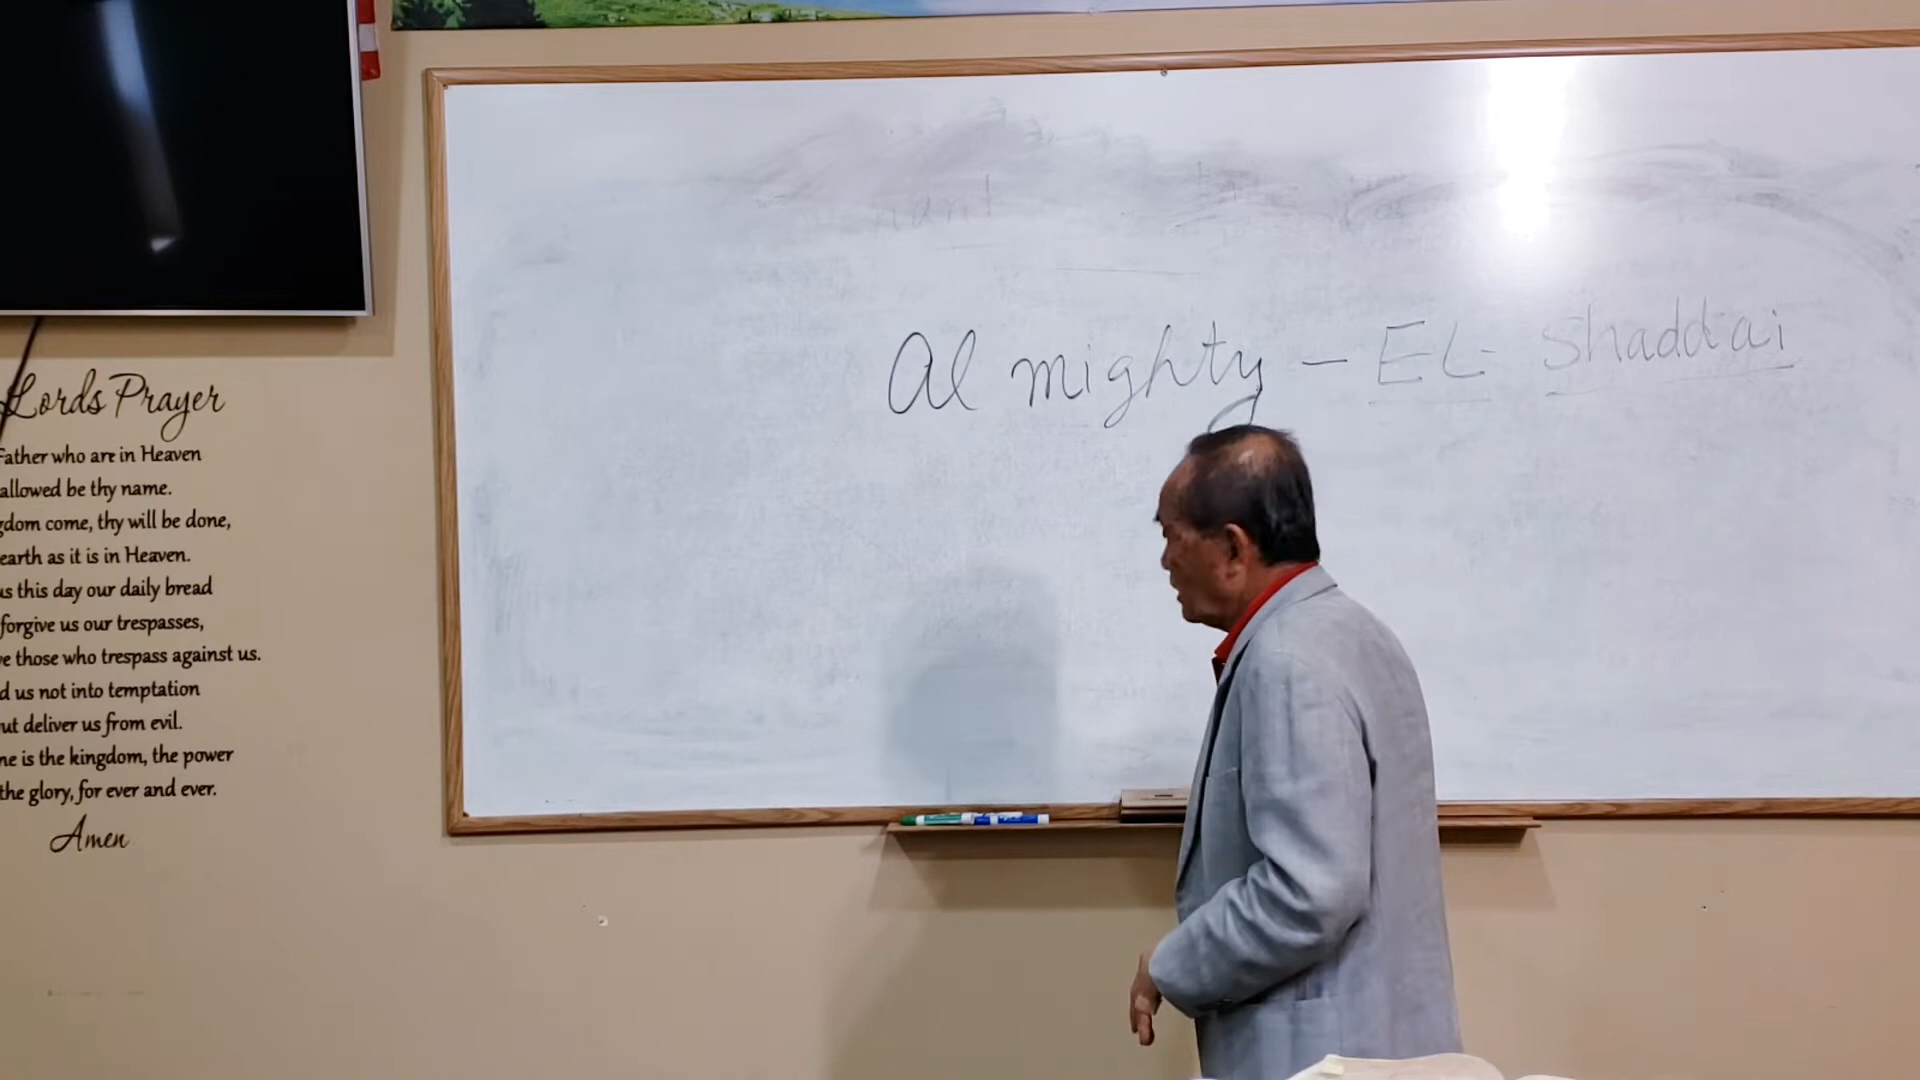 Lords Prayer
Father who are in Heaven
allowed be thy name.
gdom come, thy will be done,
earth as it is in Heaven.
us this day our daily bread
forgive us our trespasses,
ve those who trespass against us.
d us not into temptation
ut deliver us from evil.
ne is the kingdom, the power
the glory, for ever and ever.
Amen
Almighty - EL- Shaddai